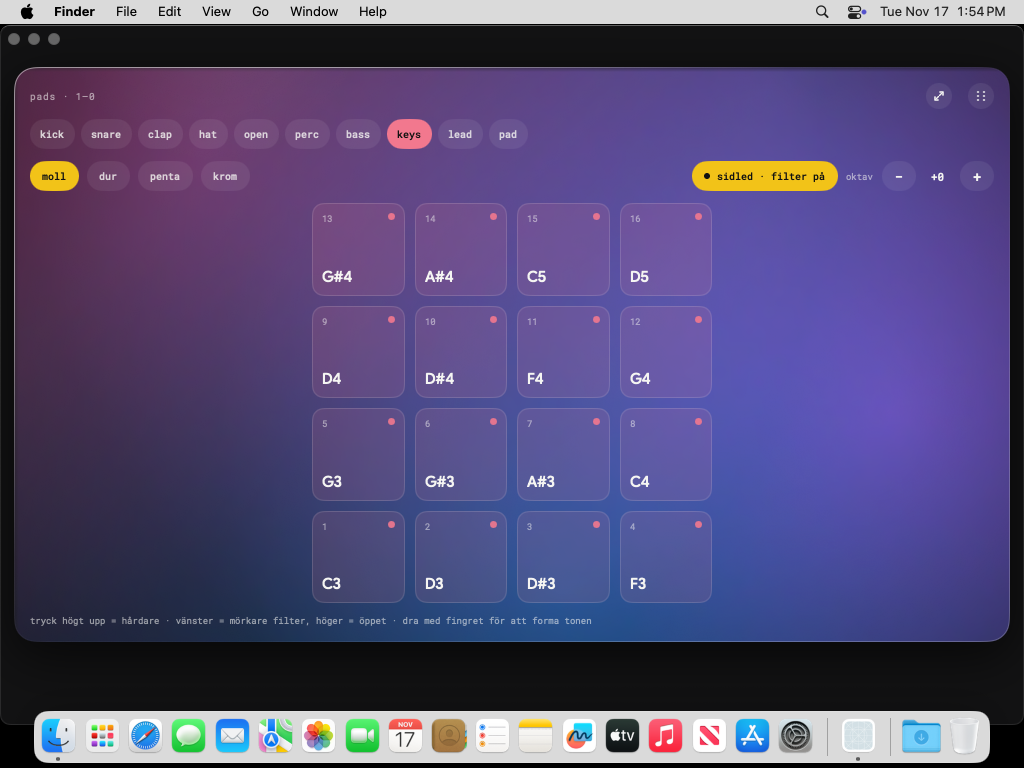 Finder File Edit View Go Window Help Tue Nov 17 1:54 PM
pads · 1–0
kick snare clap hat open perc bass keys lead pad
moll dur penta krom sidled · filter på oktav − +0 +
13 14 15 16
G#4 A#4 C5 D5
9 10 11 12
D4 D#4 F4 G4
5 6 7 8
G3 G#3 A#3 C4
1 2 3 4
C3 D3 D#3 F3
tryck högt upp = hårdare · vänster = mörkare filter, höger = öppet · dra med fingret för att forma tonen
NOV
17
tv